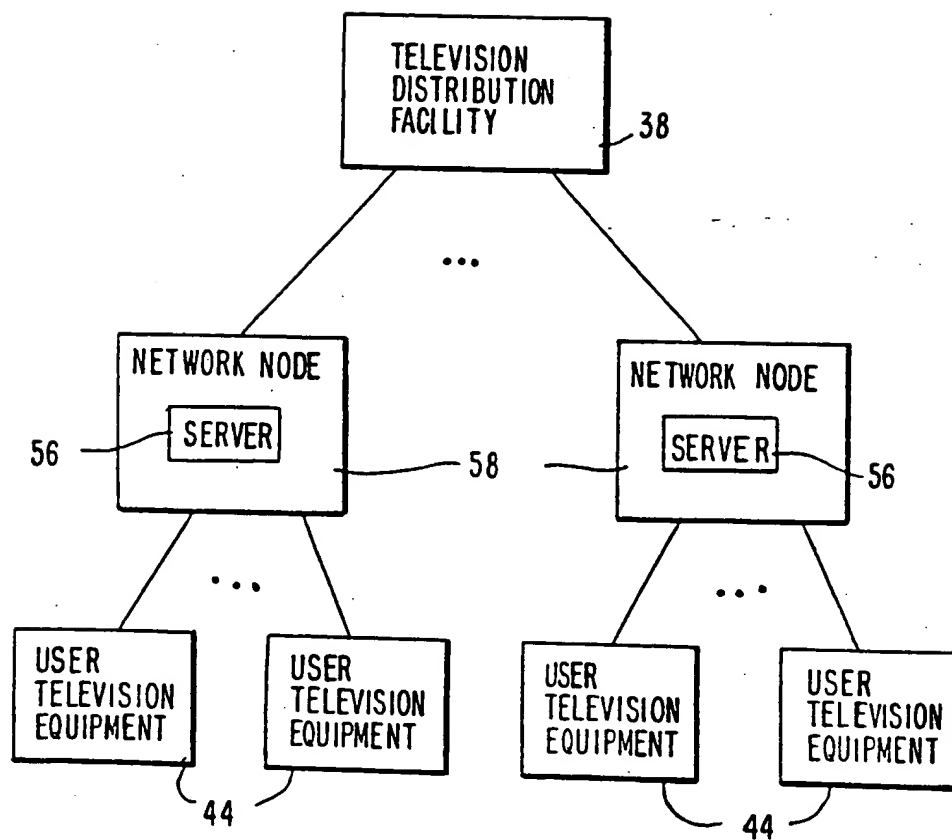 TELEVISION
DISTRIBUTION
FACILITY
38
NETWORK NODE
SERVER
56
58
NETWORK NODE
SERVER
56
USER
TELEVISION
EQUIPMENT
USER
TELEVISION
EQUIPMENT
44
USER
TELEVISION
EQUIPMENT
USER
TELEVISION
EQUIPMENT
44